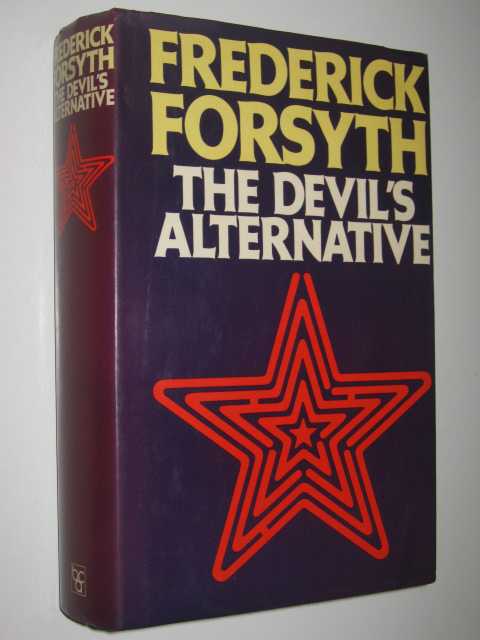 FREDERICK
FORSYTH
THE DEVIL'S
ALTERNATIVE
FREDERICK
FORSYTH
THE DEVIL'S
ALTERNATIVE